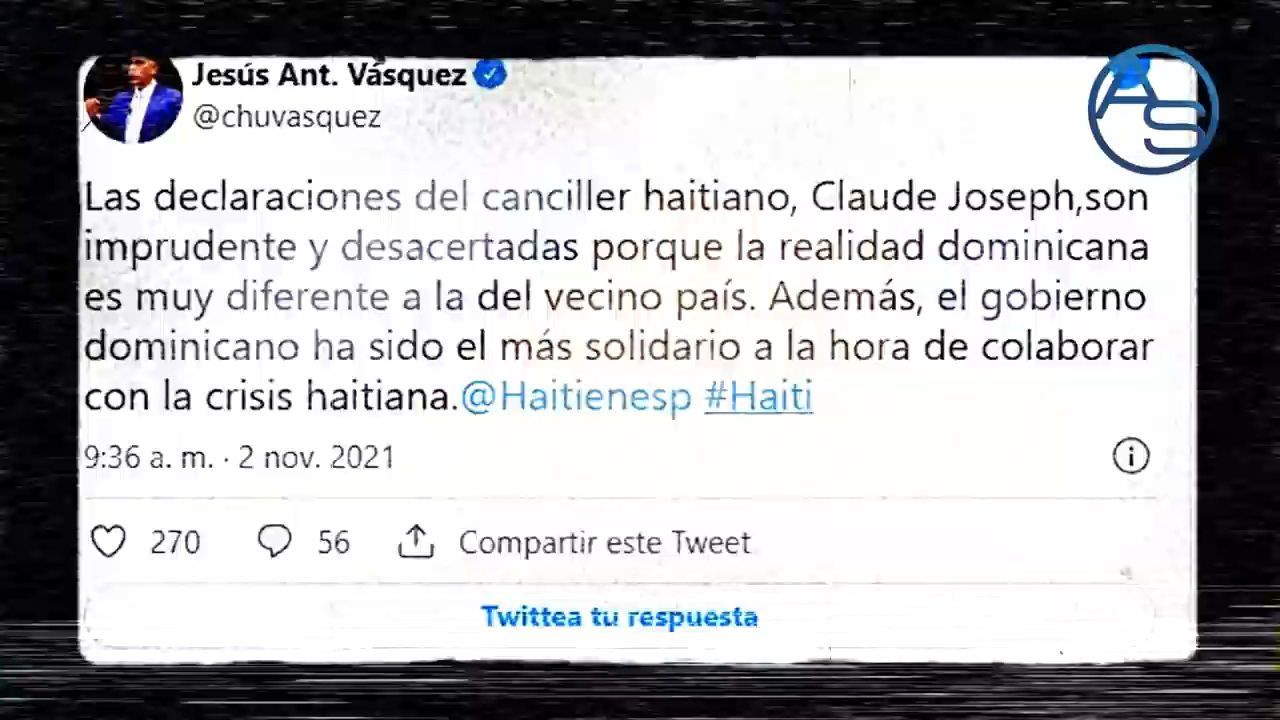 Jesús Ant. Vásquez
@chuvasquez
AS
Las declaraciones del canciller haitiano, Claude Joseph,son
imprudente y desacertadas porque la realidad dominicana
es muy diferente a la del vecino país. Además, el gobierno
dominicano ha sido el más solidario a la hora de colaborar
con la crisis haitiana.@Haitienesp #Haiti
9:36 a. m. · 2 nov. 2021
270 56 Compartir este Tweet
Twittea tu respuesta